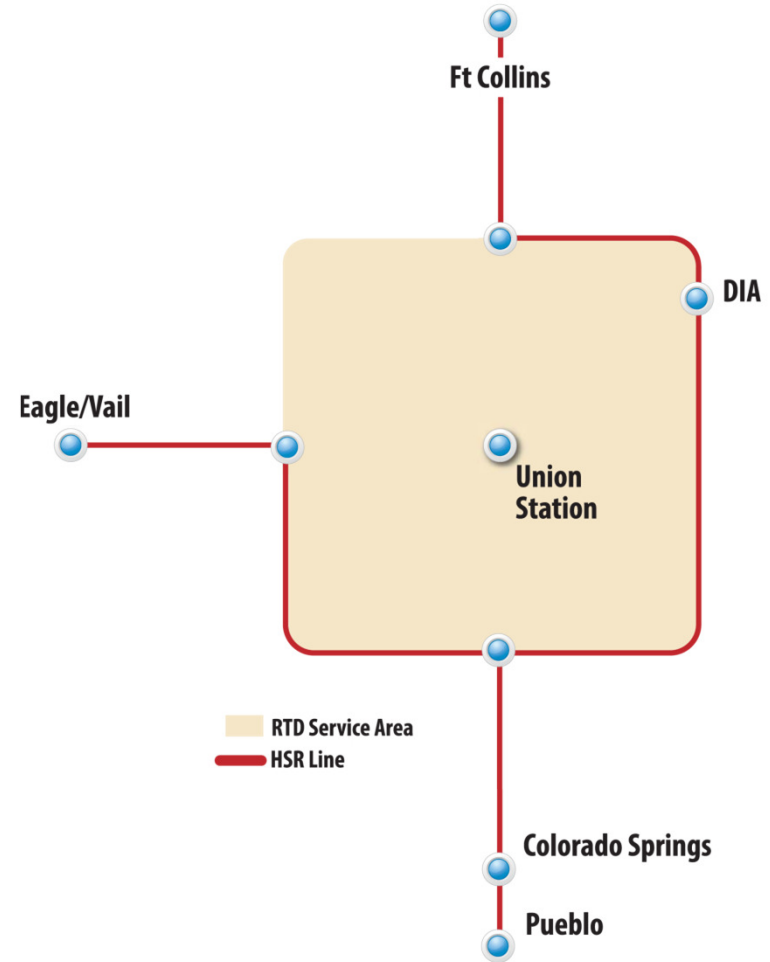 Ft Collins
DIA
Eagle/Vail
Union
Station
RTD Service Area
HSR Line
Colorado Springs
Pueblo